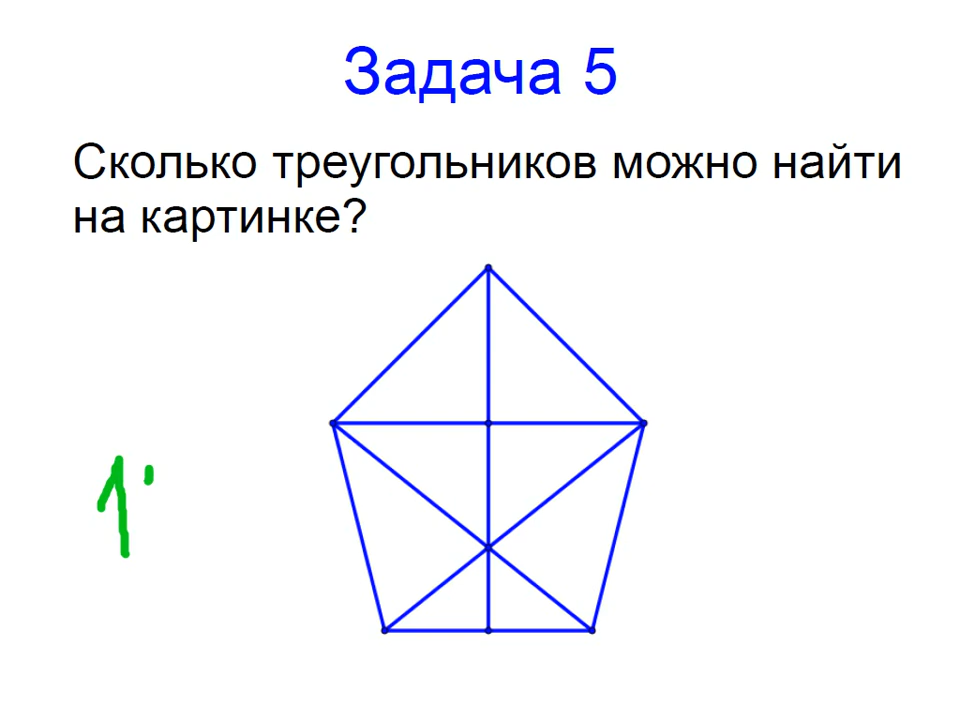 Задача 5
Сколько треугольников можно найти
на картинке?